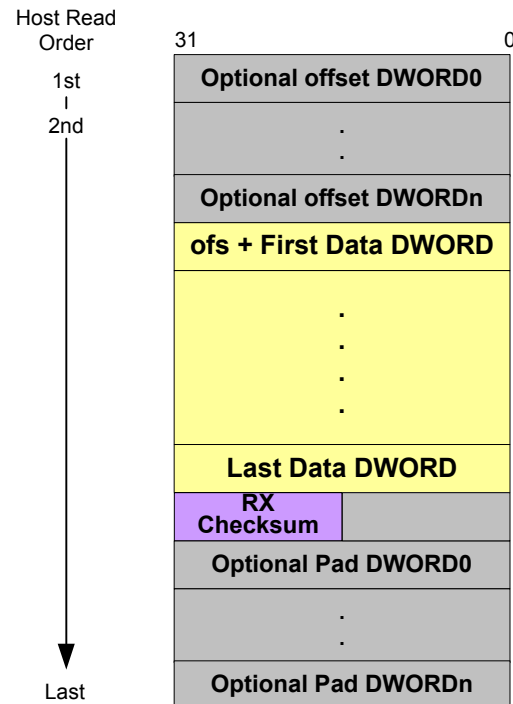 Host Read
Order
31
0
1st
2nd
Optional offset DWORD0
.
.
Optional offset DWORDn
ofs + First Data DWORD
.
.
.
.
Last Data DWORD
RX
Checksum
Optional Pad DWORD0
.
.
Optional Pad DWORDn
Last